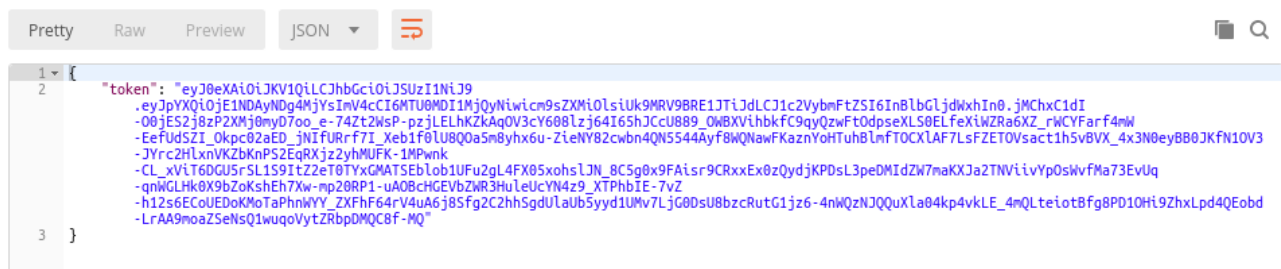 Pretty Raw Preview JSON
1 {
2 "token": "eyJ0eXAiOiJKV1QiLCJhbGciOiJSUzI1NiJ9
.eyJpYXQiOjE1NDAyNDg4MjYsImV4cCI6MTU0MDI1MjQyNiwicm9sZXMiOlsiUk9MRV9BRE1JTiJdLCJ1c2VybmFtZSI6InBlbGljdWxhIn0.jMChxC1dI
-O0jES2j8zP2XMj0myD7oo_e-74Zt2WsP-pzjLELhKZkAqOV3cY608lzj64I65hJCcU889_OWBXVihbkfC9qyQzwFtOdpseXLS0ELfeXiWZRa6XZ_rWCYFarf4mW
-EefUdSZI_Okpc02aED_jNIfURrf7I_Xeb1f0lU8QOa5m8yhx6u-ZieNY82cwbn4QN5544Ayf8WQNawFKaznYoHTuhBlmfTOCXlAF7LsFZETOVsact1h5vBVX_4x3N0eyBB0JKfN1OV3
-JYrc2HlxnVKZbKnPS2EqRXjz2yhMUFK-1MPwnk
-CL_xViT6DGU5rSL1S9ItZ2eT0TYxGMATSEblob1UFu2gL4FX05xohslJN_8C5g0x9FAisr9CRxxEx0zQydjKPDsL3peDMIdZW7maKXJa2TNViivYpOsWvfMa73EvUq
-qnWGLHk0X9bZoKshEh7Xw-mp20RP1-uAOBcHGEVbZWR3HuleUcYN4z9_XTPhbIE-7vZ
-h12s6ECoUEDoKMoTaPhnWYY_ZXFhF64rV4uA6j8Sfg2C2hhSgdUlaUb5yyd1UMv7LjG0DsU8bzcRutG1jz6-4nWQzNJQQuXla04kp4vkLE_4mQLteiotBfg8PD1OHi9ZhxLpd4QEobd
-LrAA9moaZSeNsQ1wuqoVytZRbpDMQC8f-MQ"
3 }